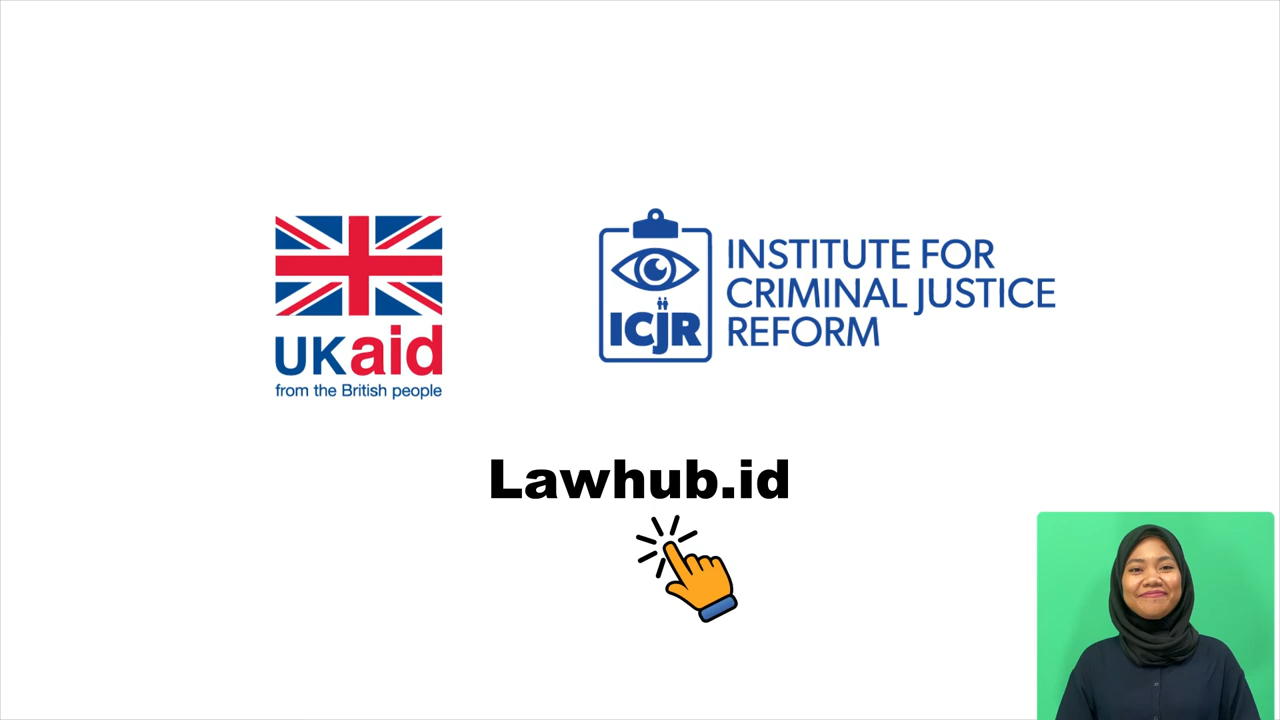 UKaid
from the British people
ICJR
INSTITUTE FOR
CRIMINAL JUSTICE
REFORM
Lawhub.id